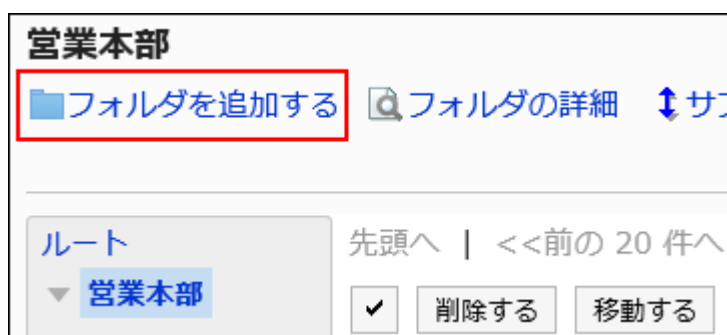 営業本部
フォルダを追加する フォルダの詳細 サブ
ルート
先頭へ | <<前の 20 件へ
営業本部
削除する 移動する